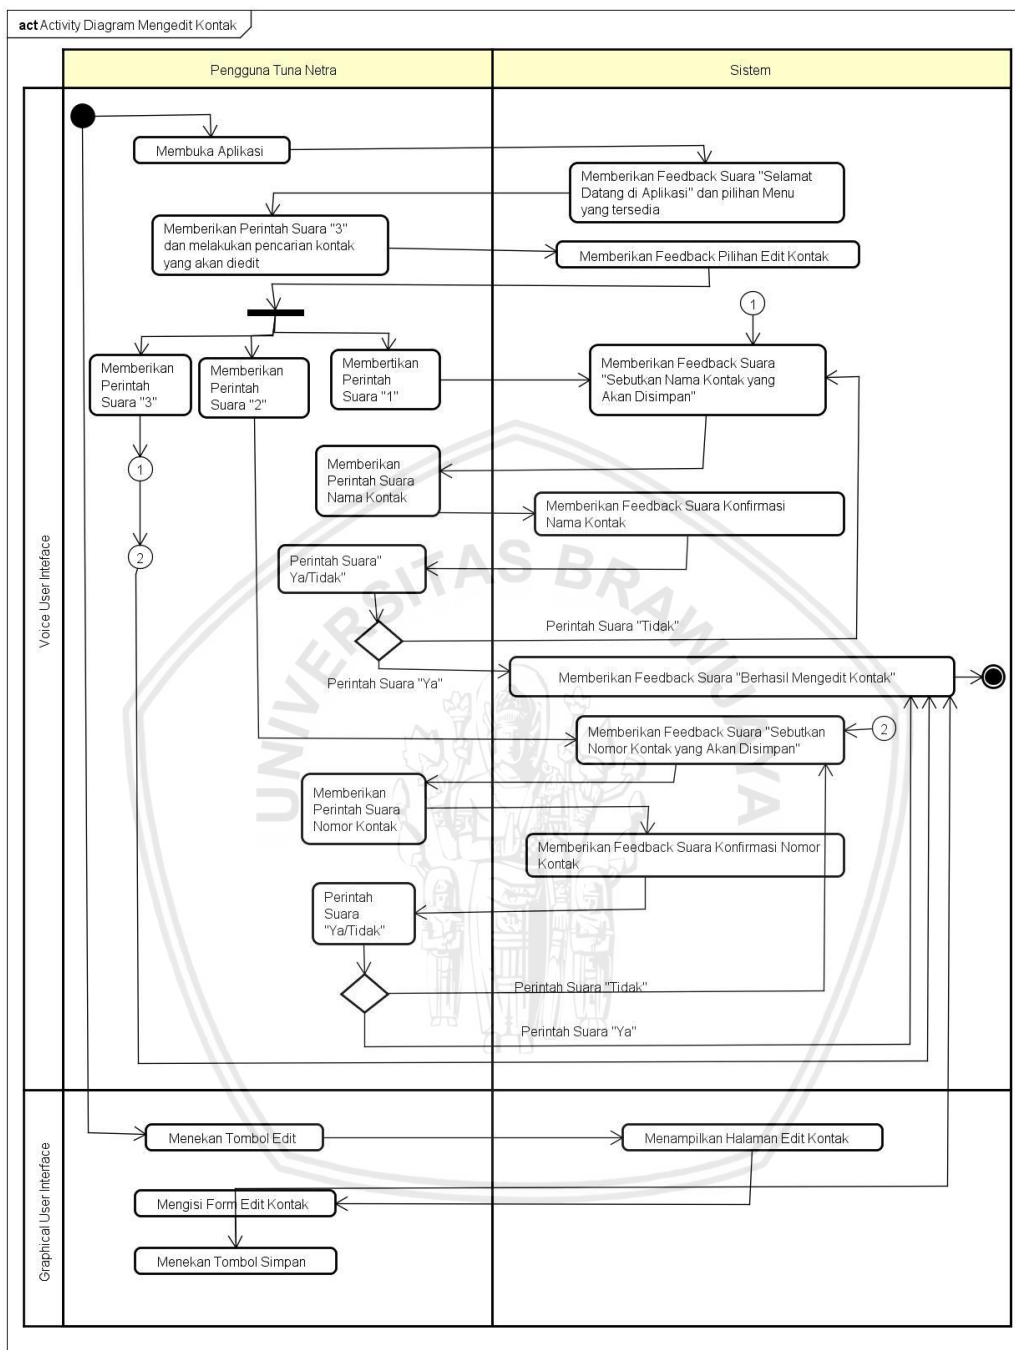 act Activity Diagram Mengedit Kontak
Pengguna Tuna Netra
Sistem
Voice User Inteface
Membuka Aplikasi
Memberikan Feedback Suara "Selamat
Datang di Aplikasi" dan pilihan Menu
yang tersedia
Memberikan Perintah Suara "3"
dan melakukan pencarian kontak
yang akan diedit
Memberikan Feedback Pilihan Edit Kontak
1
Memberikan
Perintah
Suara "3"
Memberikan
Perintah
Suara "2"
Membertikan
Perintah
Suara "1"
Memberikan Feedback Suara
"Sebutkan Nama Kontak yang
Akan Disimpan"
1
Memberikan
Perintah Suara
Nama Kontak
Memberikan Feedback Suara Konfirmasi
Nama Kontak
2
Perintah Suara"
Ya/Tidak"
Perintah Suara "Tidak"
Perintah Suara "Ya"
Memberikan Feedback Suara "Berhasil Mengedit Kontak"
Memberikan Feedback Suara "Sebutkan
Nomor Kontak yang Akan Disimpan"
2
Memberikan
Perintah Suara
Nomor Kontak
Memberikan Feedback Suara Konfirmasi Nomor
Kontak
Perintah
Suara
"Ya/Tidak"
Perintah Suara "Tidak"
Perintah Suara "Ya"
Graphical User Interface
Menekan Tombol Edit
Menampilkan Halaman Edit Kontak
Mengisi Form Edit Kontak
Menekan Tombol Simpan
UNIVERSITAS BRAWIJAYA